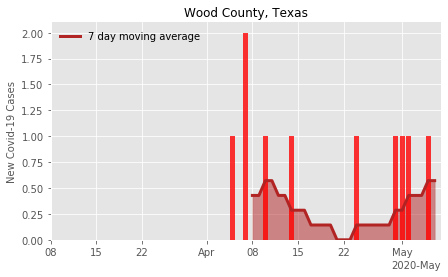 Wood County, Texas
7 day moving average
New Covid-19 Cases
2.00
1.75
1.50
1.25
1.00
0.75
0.50
0.25
0.00
08 15 22 Apr 08 15 22 May
2020-May